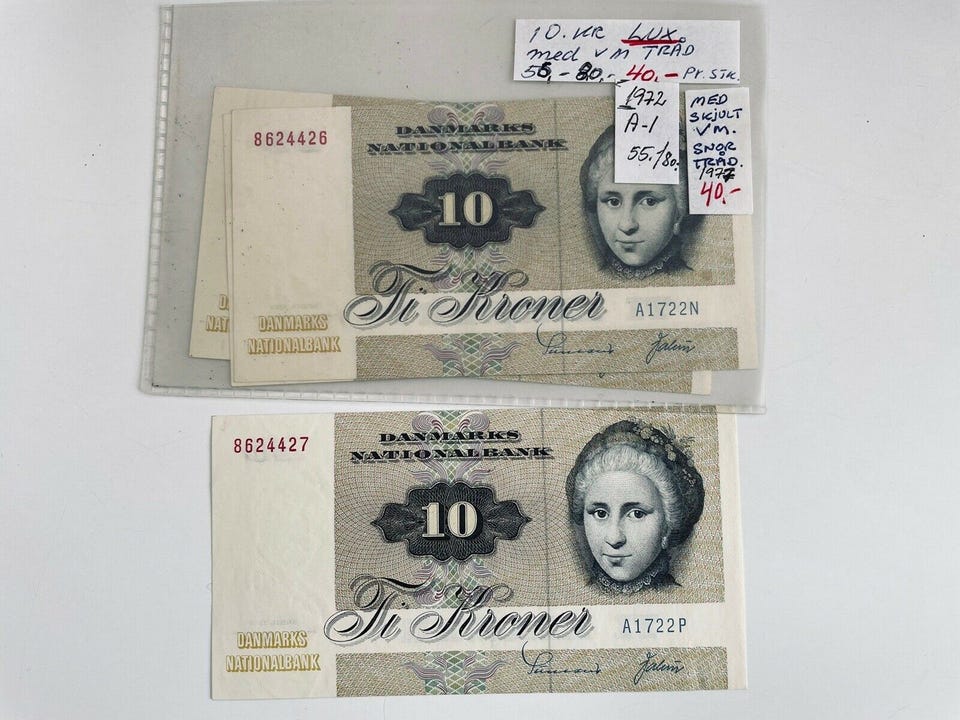 10. KR LUX.
med VM TRÅD
55,- 80,- 40,- Pr. STK.
1972
A-1
55./80.
MED
SKJULT
VM.
SNOR
TRÅD.
1972
40,-
8624426
DANMARKS
NATIONALBANK
10
Ti Kroner
A1722N
DANMARKS
NATIONALBANK
D
NAT
8624427
DANMARKS
NATIONALBANK
10
Ti Kroner
A1722P
DANMARKS
NATIONALBANK